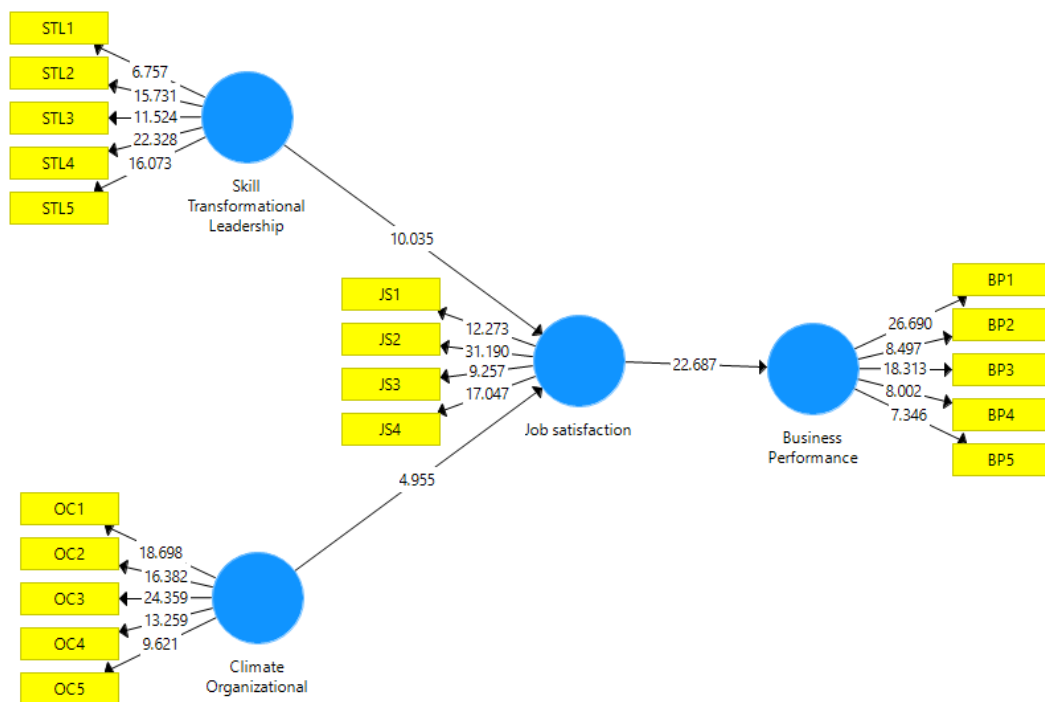 STL1
STL2
STL3
STL4
STL5
6.757
15.731
11.524
22.328
16.073
Skill
Transformational
Leadership
10.035
JS1
JS2
JS3
JS4
12.273
31.190
9.257
17.047
Job satisfaction
22.687
BP1
BP2
BP3
BP4
BP5
26.690
8.497
18.313
8.002
7.346
Business
Performance
4.955
OC1
OC2
OC3
OC4
OC5
18.698
16.382
24.359
13.259
9.621
Climate
Organizational